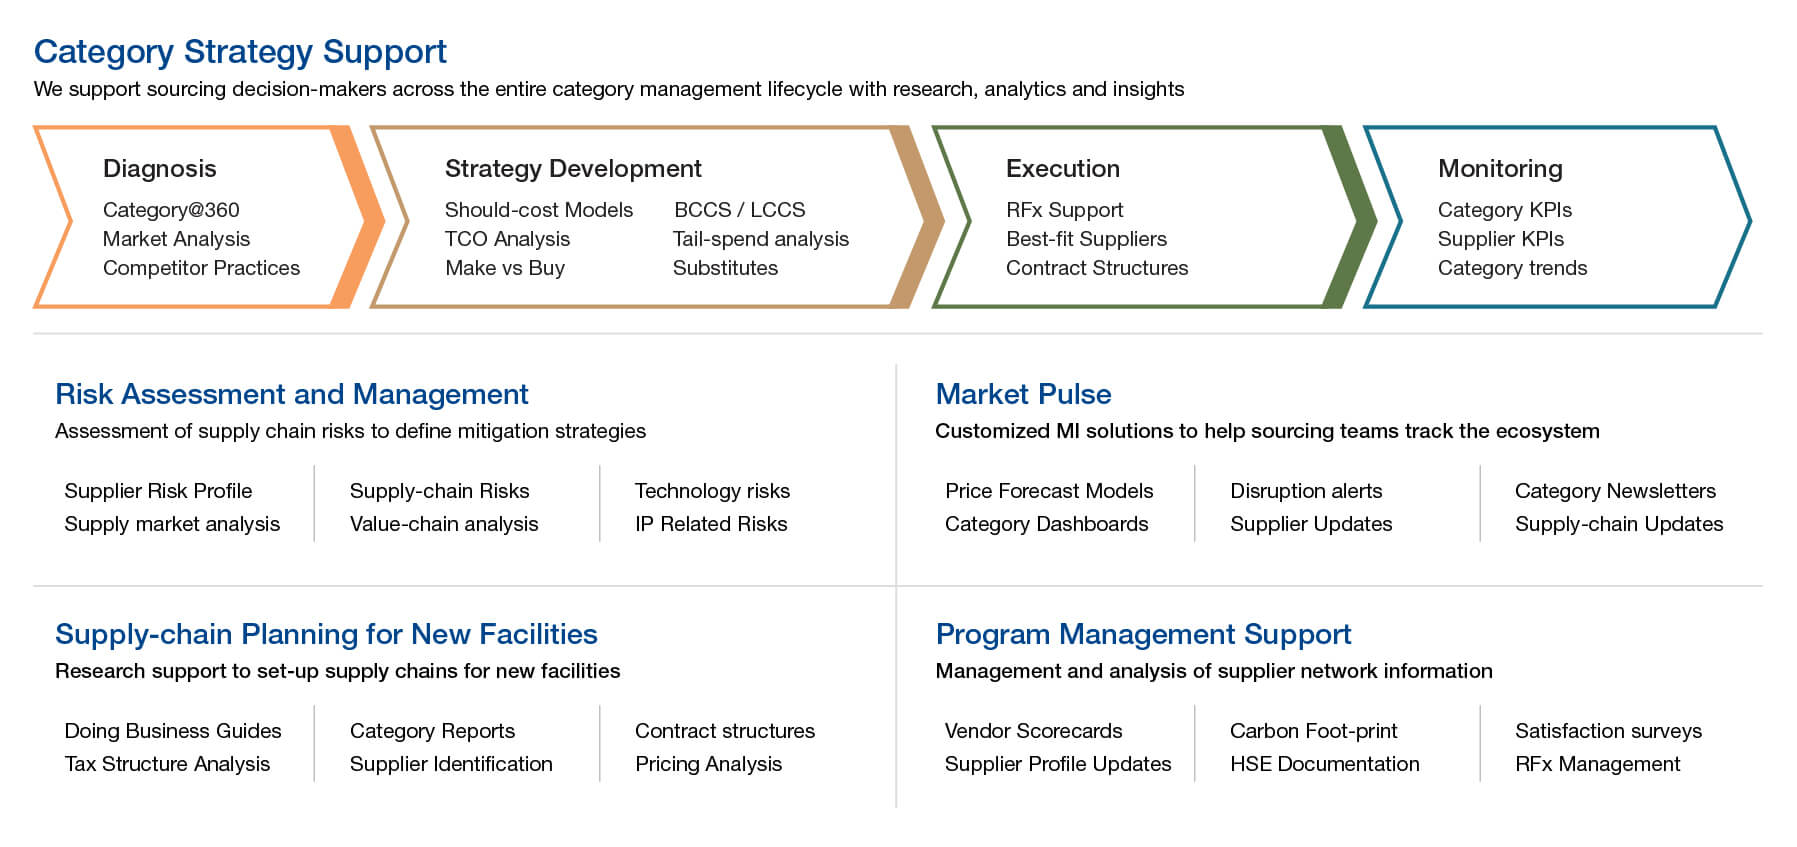 Category Strategy Support
We support sourcing decision-makers across the entire category management lifecycle with research, analytics and insights
Diagnosis
Category@360
Market Analysis
Competitor Practices
Strategy Development
Should-cost Models
TCO Analysis
Make vs Buy
BCCS / LCCS
Tail-spend analysis
Substitutes
Execution
RFx Support
Best-fit Suppliers
Contract Structures
Monitoring
Category KPIs
Supplier KPIs
Category trends
Risk Assessment and Management
Assessment of supply chain risks to define mitigation strategies
Supplier Risk Profile
Supply market analysis
Supply-chain Risks
Value-chain analysis
Technology risks
IP Related Risks
Market Pulse
Customized MI solutions to help sourcing teams track the ecosystem
Price Forecast Models
Category Dashboards
Disruption alerts
Supplier Updates
Category Newsletters
Supply-chain Updates
Supply-chain Planning for New Facilities
Research support to set-up supply chains for new facilities
Doing Business Guides
Tax Structure Analysis
Category Reports
Supplier Identification
Contract structures
Pricing Analysis
Program Management Support
Management and analysis of supplier network information
Vendor Scorecards
Supplier Profile Updates
Carbon Foot-print
HSE Documentation
Satisfaction surveys
RFx Management